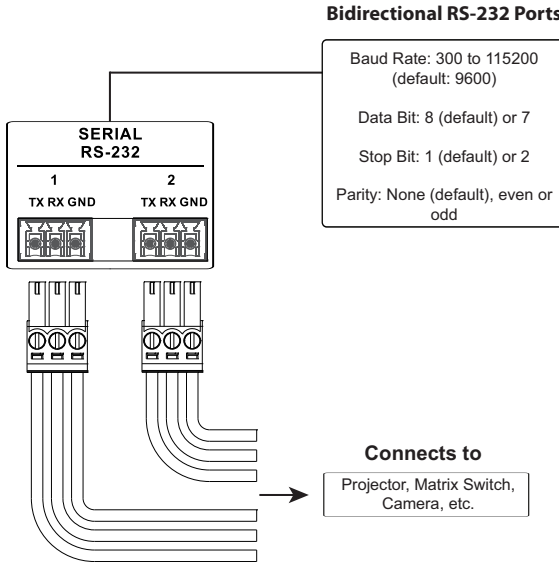 Bidirectional RS-232 Ports
Baud Rate: 300 to 115200
(default: 9600)
Data Bit: 8 (default) or 7
Stop Bit: 1 (default) or 2
Parity: None (default), even or
odd
SERIAL
RS-232
1 2
TX RX GND TX RX GND
Connects to
Projector, Matrix Switch,
Camera, etc.